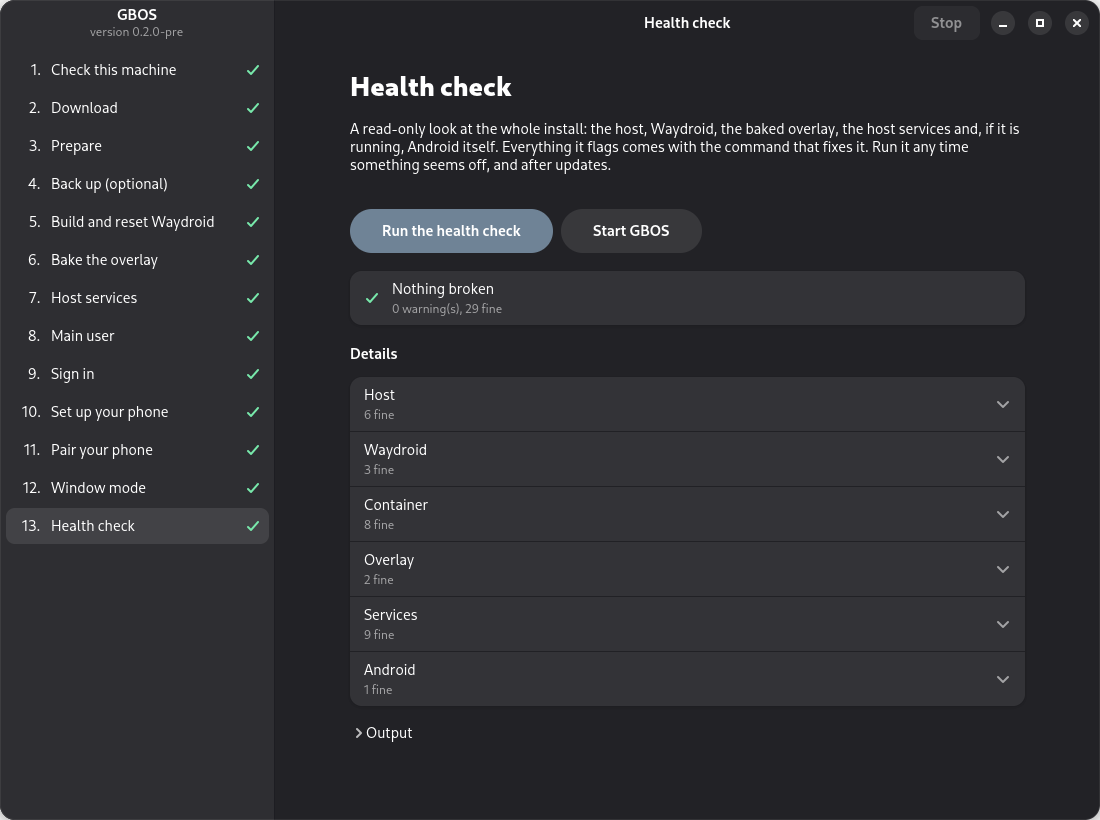 GBOS
version 0.2.0-pre
1. Check this machine
2. Download
3. Prepare
4. Back up (optional)
5. Build and reset Waydroid
6. Bake the overlay
7. Host services
8. Main user
9. Sign in
10. Set up your phone
11. Pair your phone
12. Window mode
13. Health check
Health check
Stop
Health check
A read-only look at the whole install: the host, Waydroid, the baked overlay, the host services and, if it is
running, Android itself. Everything it flags comes with the command that fixes it. Run it any time
something seems off, and after updates.
Run the health check
Start GBOS
Nothing broken
0 warning(s), 29 fine
Details
Host
6 fine
Waydroid
3 fine
Container
8 fine
Overlay
2 fine
Services
9 fine
Android
1 fine
Output